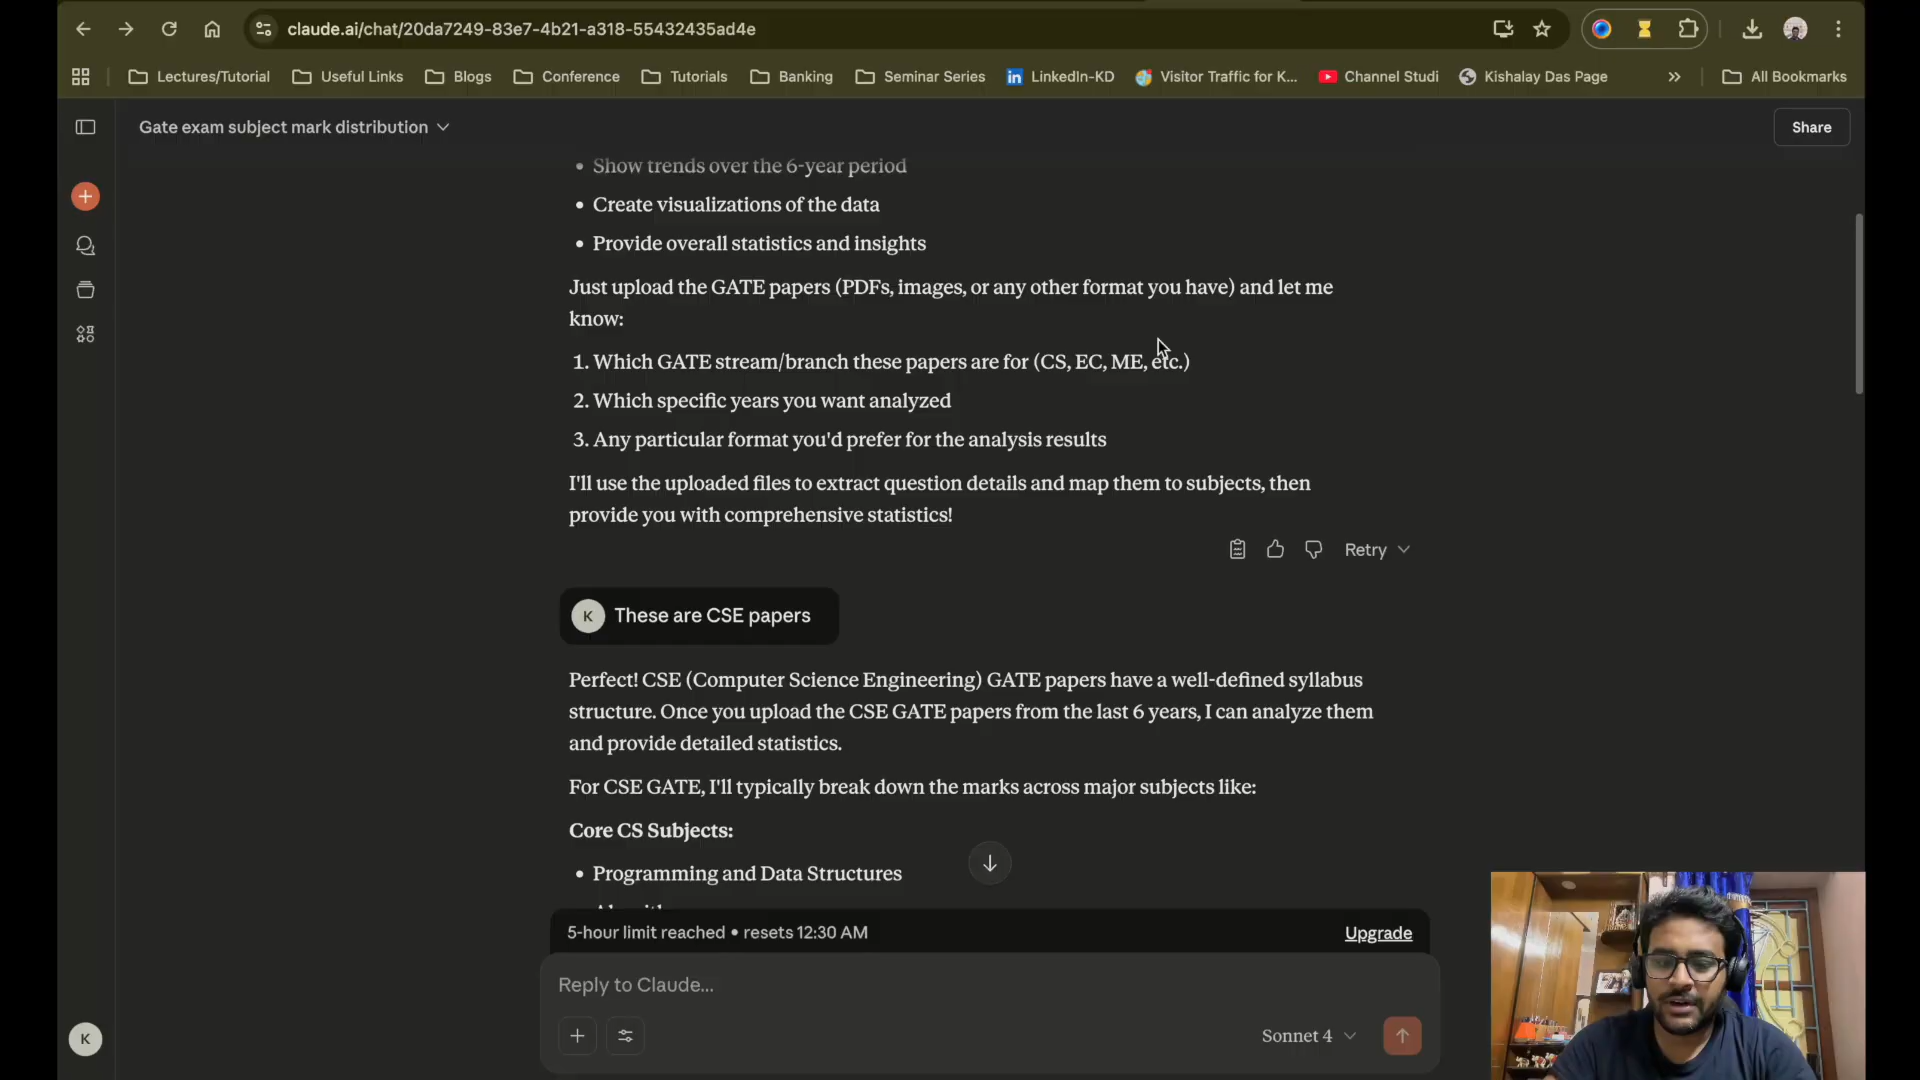 claude.ai/chat/20da7249-83e7-4b21-a318-55432435ad4e
Lectures/Tutorial Useful Links Blogs Conference Tutorials Banking Seminar Series LinkedIn-KD Visitor Traffic for K... Channel Studi Kishalay Das Page » All Bookmarks
Gate exam subject mark distribution
Share
• Show trends over the 6-year period
• Create visualizations of the data
• Provide overall statistics and insights
Just upload the GATE papers (PDFs, images, or any other format you have) and let me
know:
1. Which GATE stream/branch these papers are for (CS, EC, ME, etc.)
2. Which specific years you want analyzed
3. Any particular format you'd prefer for the analysis results
I'll use the uploaded files to extract question details and map them to subjects, then
provide you with comprehensive statistics!
Retry
K These are CSE papers
Perfect! CSE (Computer Science Engineering) GATE papers have a well-defined syllabus
structure. Once you upload the CSE GATE papers from the last 6 years, I can analyze them
and provide detailed statistics.
For CSE GATE, I'll typically break down the marks across major subjects like:
Core CS Subjects:
• Programming and Data Structures
5-hour limit reached • resets 12:30 AM Upgrade
Reply to Claude...
Sonnet 4
K